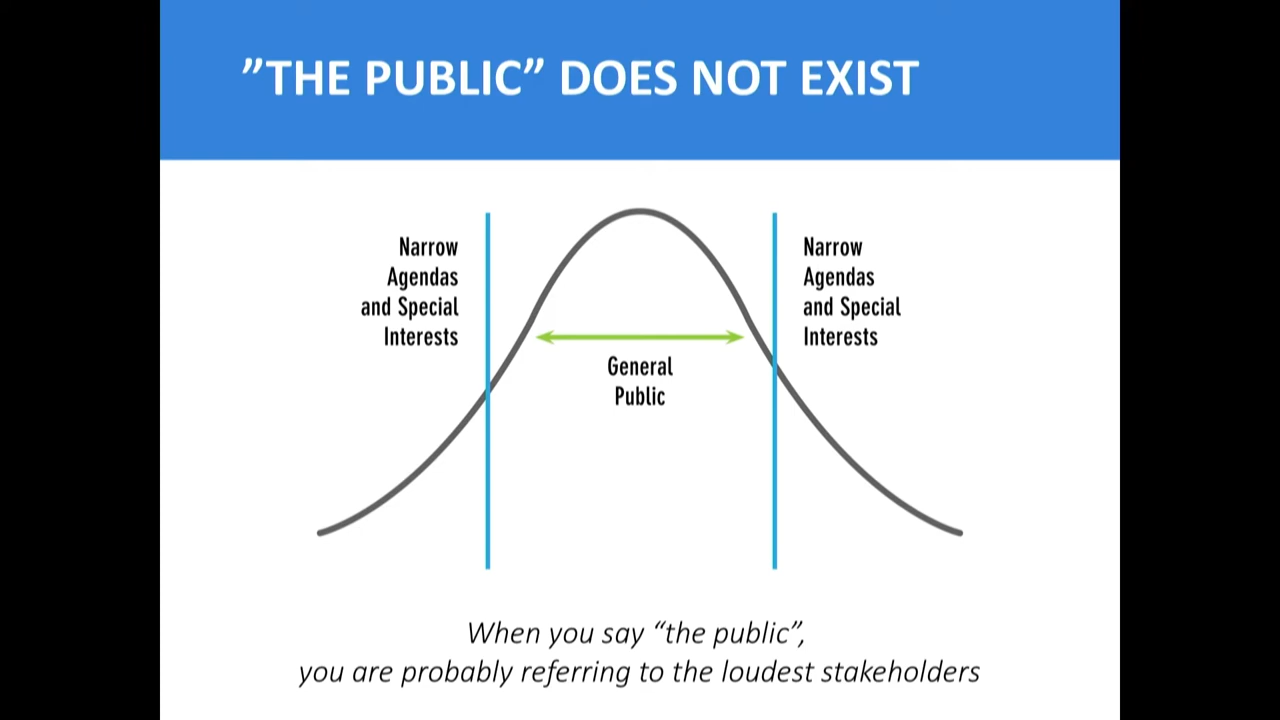 ”THE PUBLIC” DOES NOT EXIST
Narrow
Agendas
and Special
Interests
General
Public
Narrow
Agendas
and Special
Interests
When you say “the public”,
you are probably referring to the loudest stakeholders